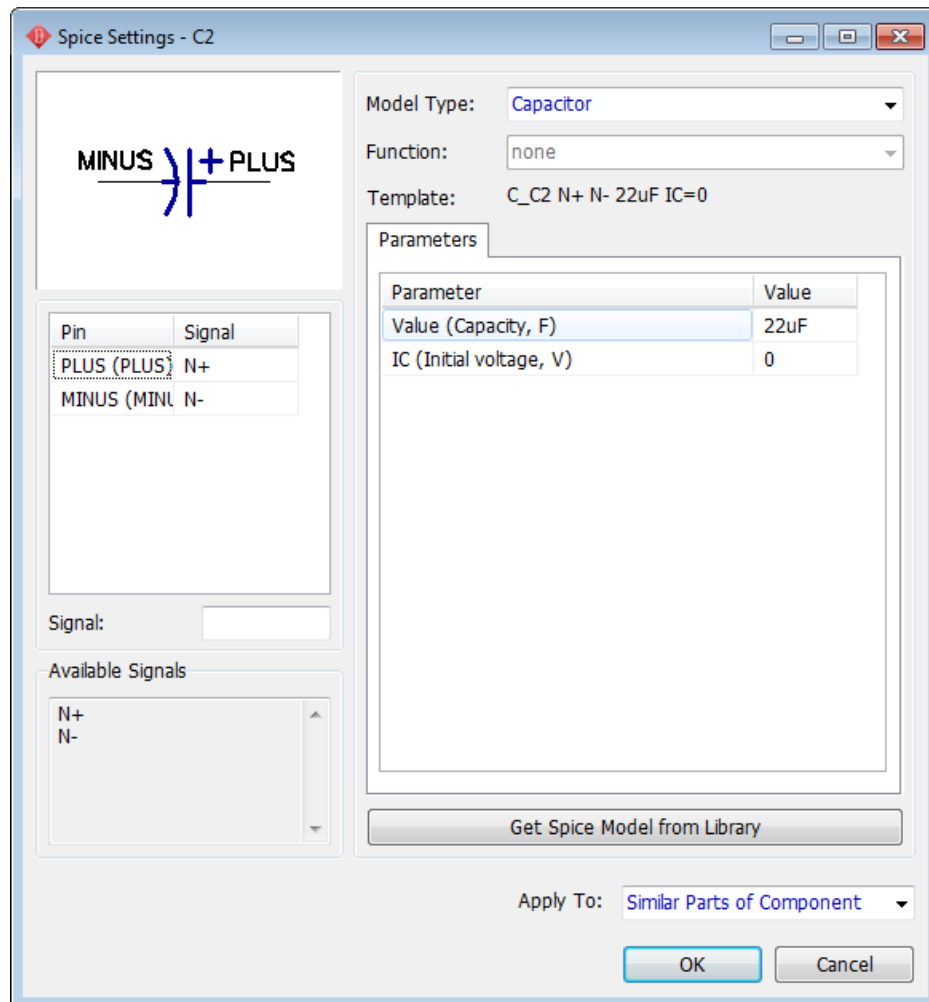 Spice Settings - C2
MINUS + PLUS
Pin Signal
PLUS (PLUS) N+
MINUS (MINU N-
Signal:
Available Signals
N+
N-
Model Type: Capacitor
Function: none
Template: C_C2 N+ N- 22uF IC=0
Parameters
Parameter Value
Value (Capacity, F) 22uF
IC (Initial voltage, V) 0
Get Spice Model from Library
Apply To: Similar Parts of Component
OK Cancel